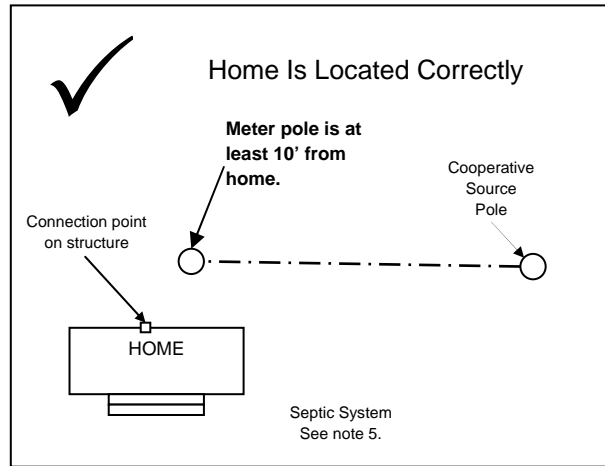 Home Is Located Correctly
Meter pole is at
least 10’ from
home.
Cooperative
Source
Pole
Connection point
on structure
HOME
Septic System
See note 5.